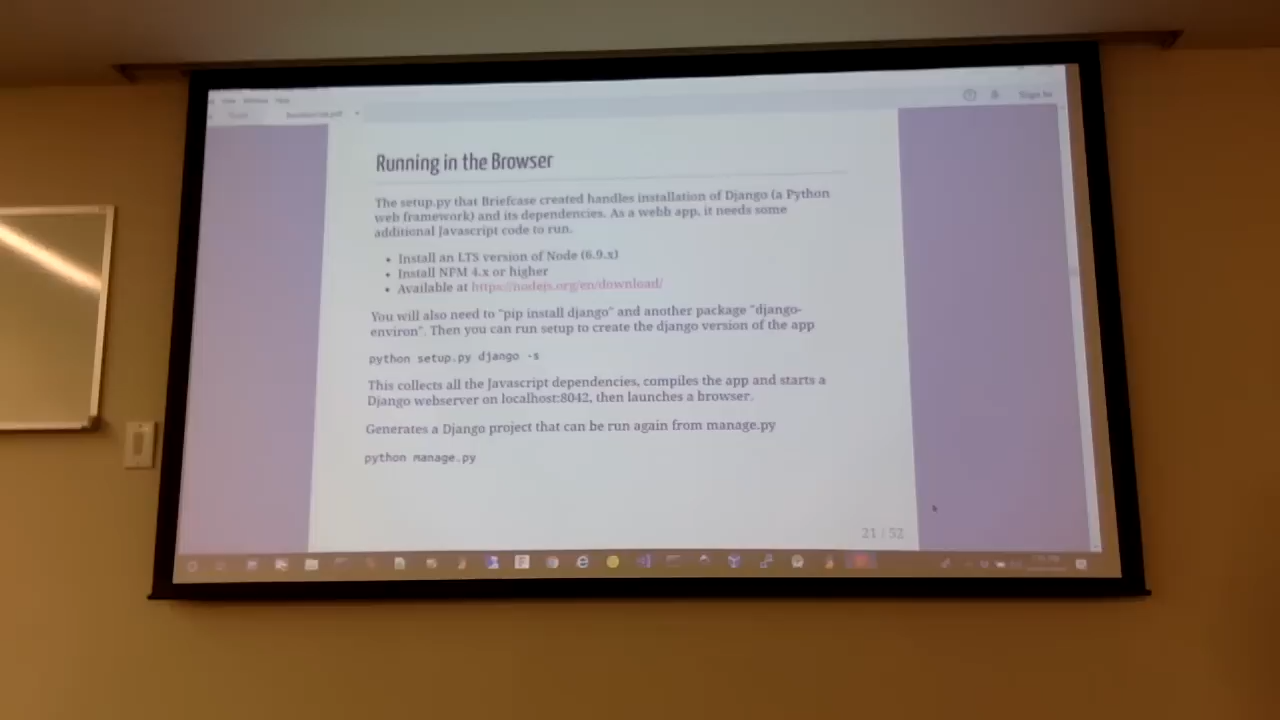 Sign In
Running in the Browser
The setup.py that Briefcase created handles installation of Django (a Python
web framework) and its dependencies. As a webb app, it needs some
additional Javascript code to run.
• Install an LTS version of Node (6.9.x)
• Install NPM 4.x or higher
• Available at https://nodejs.org/en/download/
You will also need to "pip install django" and another package "django-
environ". Then you can run setup to create the django version of the app
python setup.py django -s
This collects all the Javascript dependencies, compiles the app and starts a
Django webserver on localhost:8042, then launches a browser.
Generates a Django project that can be run again from manage.py
python manage.py
21 / 52